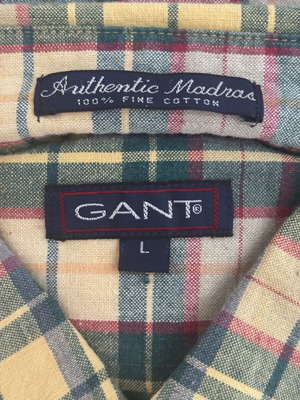 Authentic Madras
100% FINE COTTON
GANT®
L